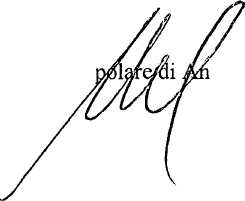 polare di An